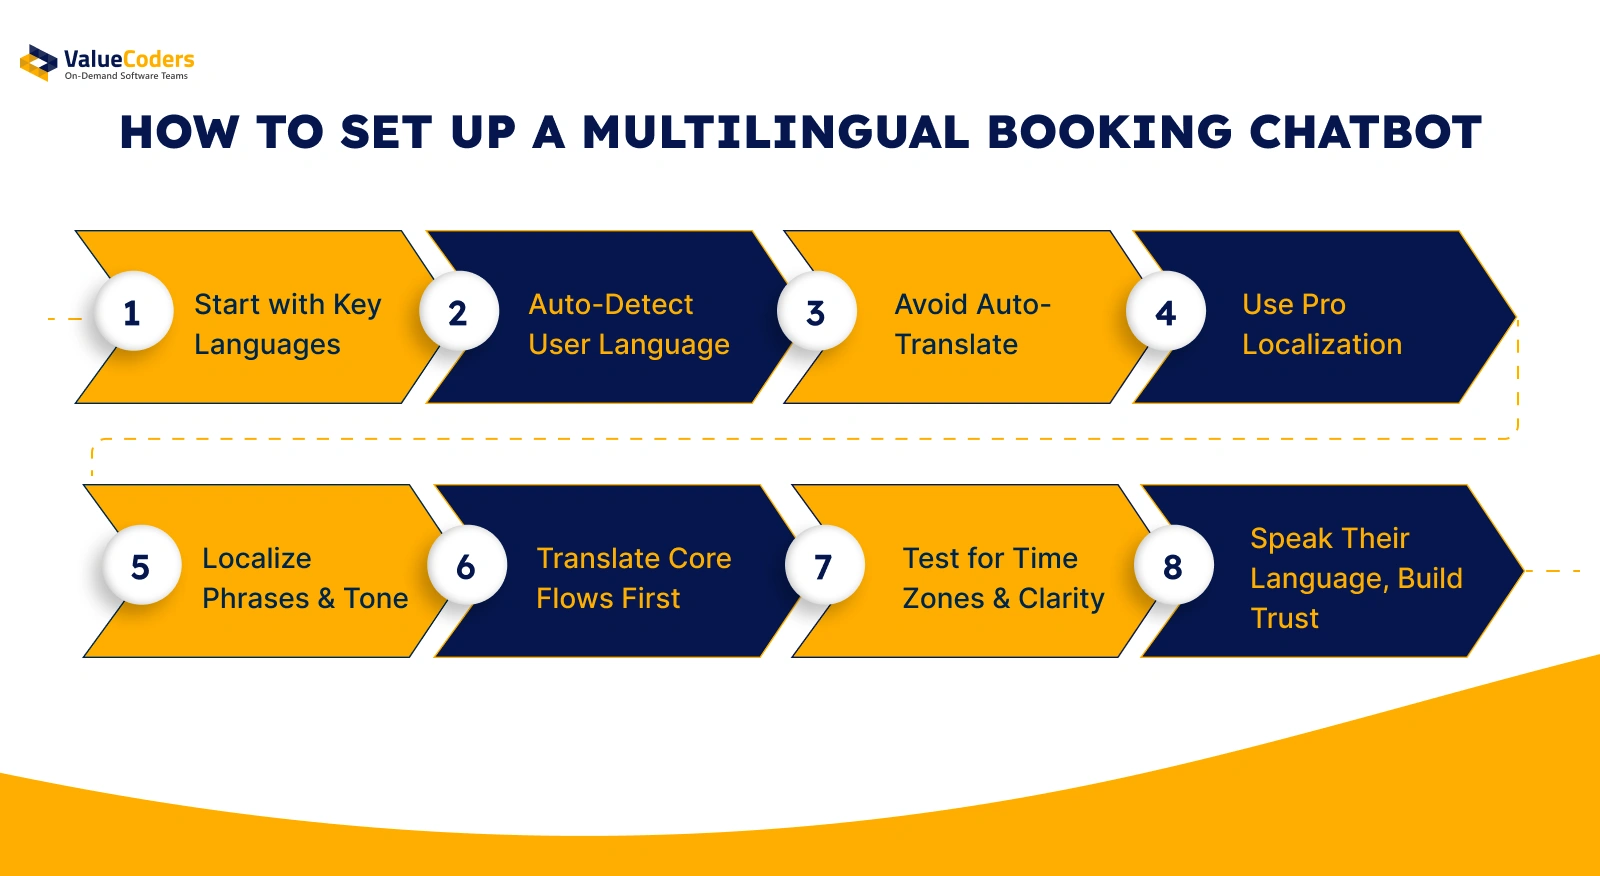 ValueCoders
On-Demand Software Teams
HOW TO SET UP A MULTILINGUAL BOOKING CHATBOT
1
Start with Key
Languages
2
Auto-Detect
User Language
3
Avoid Auto-
Translate
4
Use Pro
Localization
5
Localize
Phrases & Tone
6
Translate Core
Flows First
7
Test for Time
Zones & Clarity
8
Speak Their
Language, Build
Trust